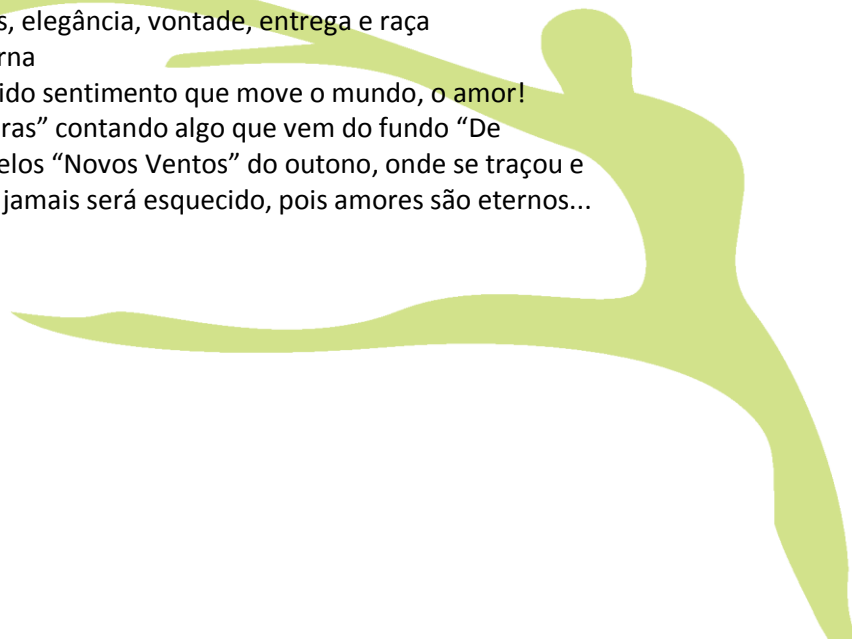 s, elegância, vontade, entrega e raça
rna
ido sentimento que move o mundo, o amor!
ras” contando algo que vem do fundo “De
elos “Novos Ventos” do outono, onde se traçou e
jamais será esquecido, pois amores são eternos...